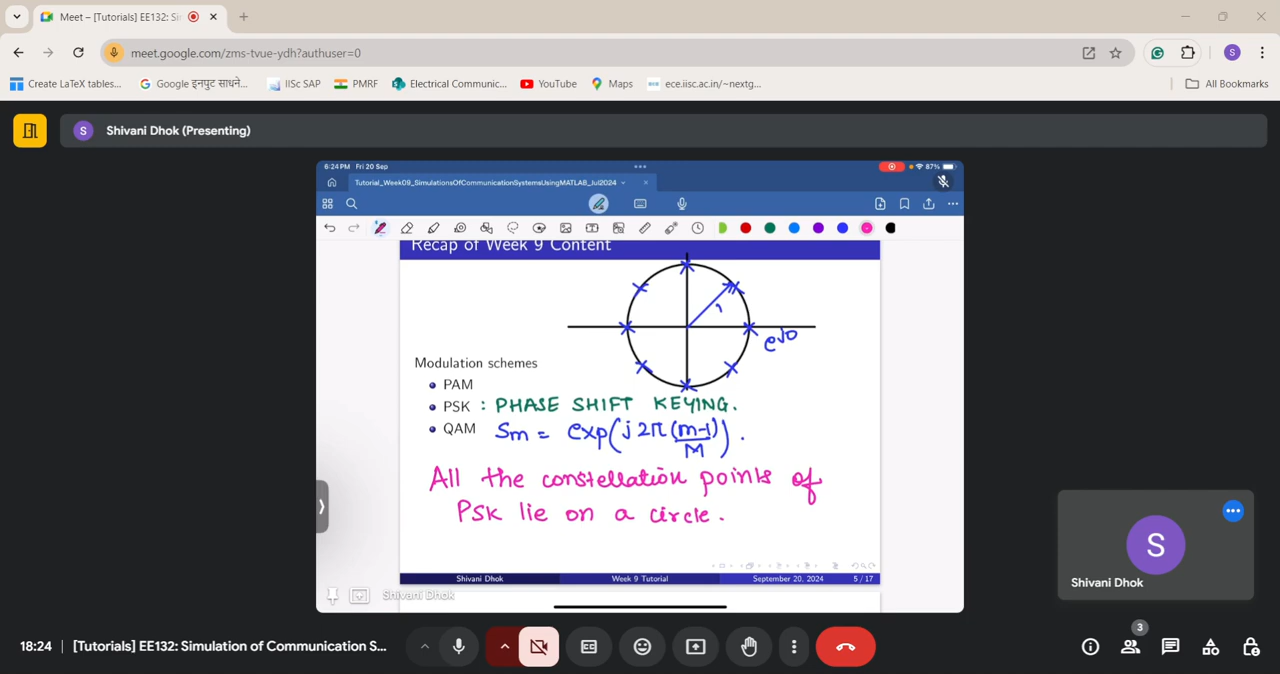 Meet – [Tutorials] EE132: Si
meet.google.com/zms-tvue-ydh?authuser=0
S
Create LaTeX tables...
Google इनपुट साधने...
IISc SAP
PMRF
Electrical Communic...
YouTube
Maps
ece.iisc.ac.in/~nextg...
All Bookmarks
S Shivani Dhok (Presenting)
6:24 PM Fri 20 Sep
87%
Tutorial_Week09_SimulationsOfCommunicationSystemsUsingMATLAB_Jul2024
Recap of Week 9 Content
1
e^j0
Modulation schemes
PAM
PSK : PHASE SHIFT KEYING.
QAM Sm = exp(j2π (m-1)/M).
All the constellation points of
PSK lie on a circle.
Shivani Dhok Week 9 Tutorial September 20, 2024 5 / 17
Shivani Dhok
S
Shivani Dhok
3
18:24 | [Tutorials] EE132: Simulation of Communication S...